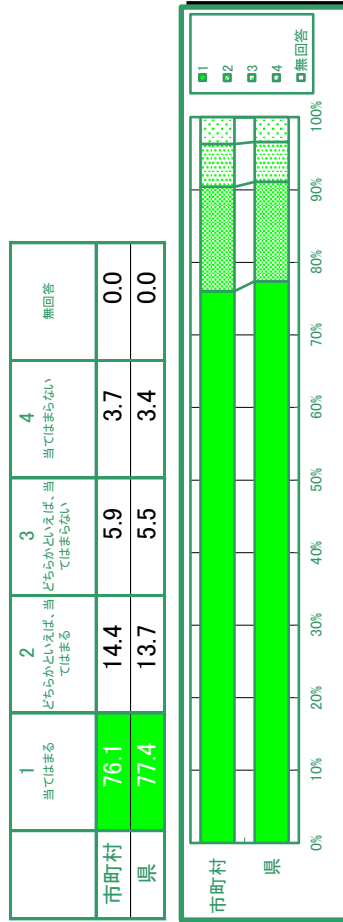 1
当てはまる
2
どちらかといえば、当
てはまる
3
どちらかといえば、当
てはまらない
4
当てはまらない
無回答
市町村 76.1 14.4 5.9 3.7 0.0
県 77.4 13.7 5.5 3.4 0.0
1
2
3
4
無回答
市町村
県
0% 10% 20% 30% 40% 50% 60% 70% 80% 90% 100%